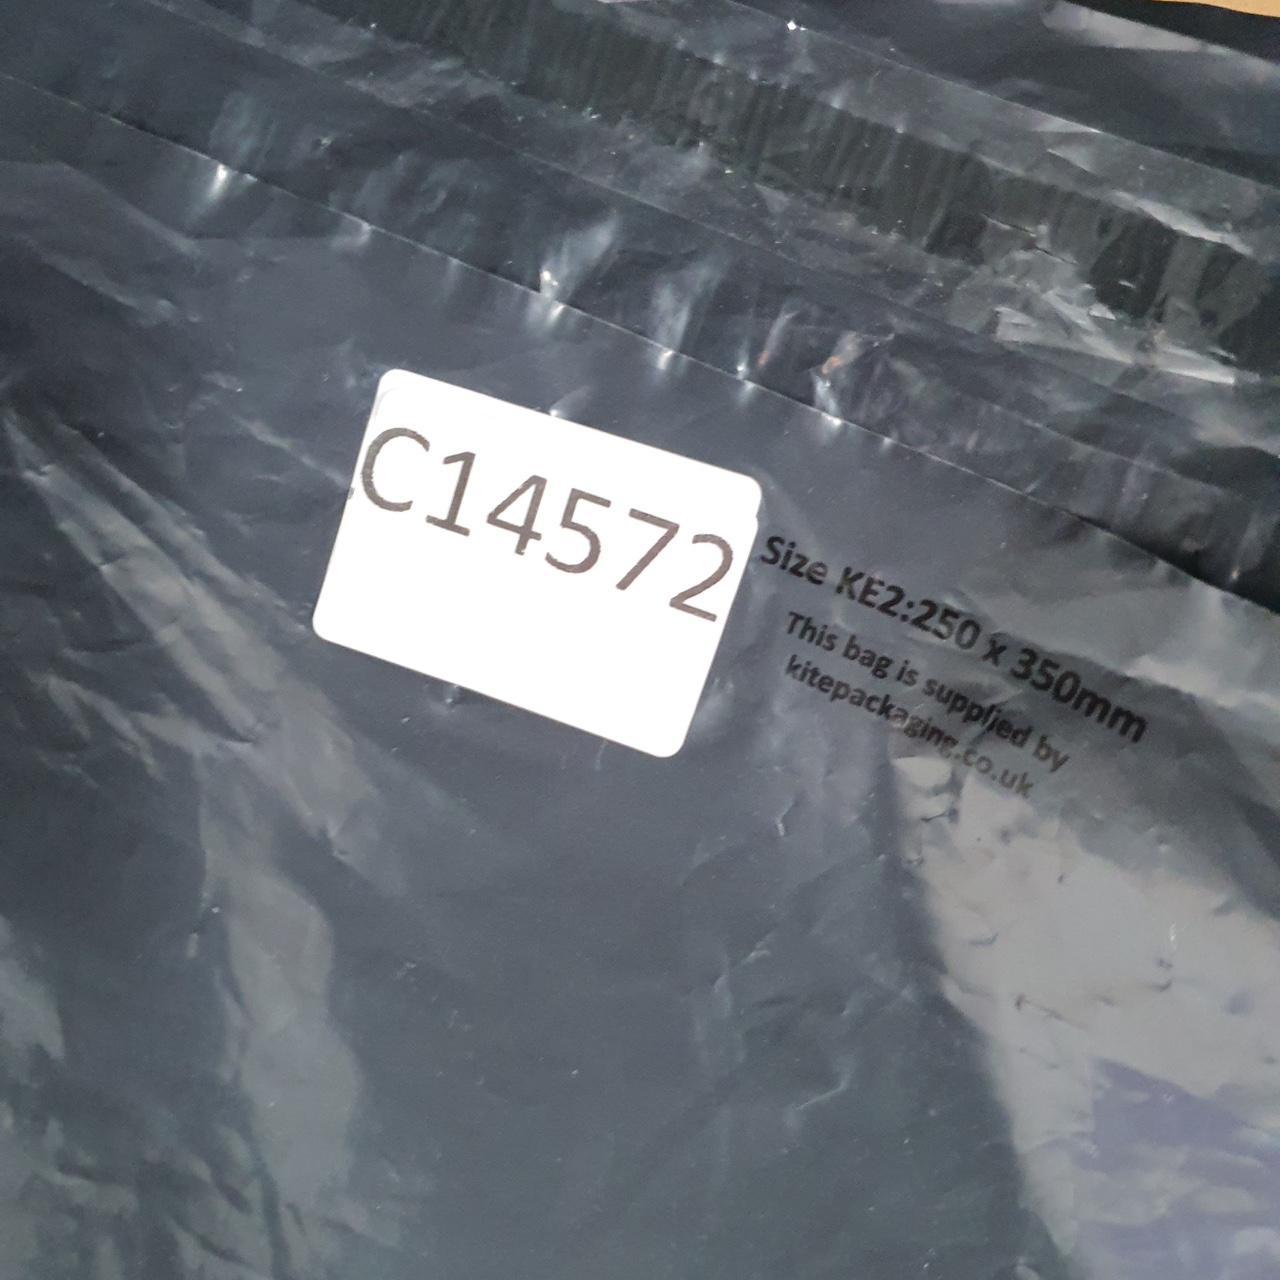 C14572
Size KE2:250 x 350mm
This bag is supplied by
kitepackaging.co.uk